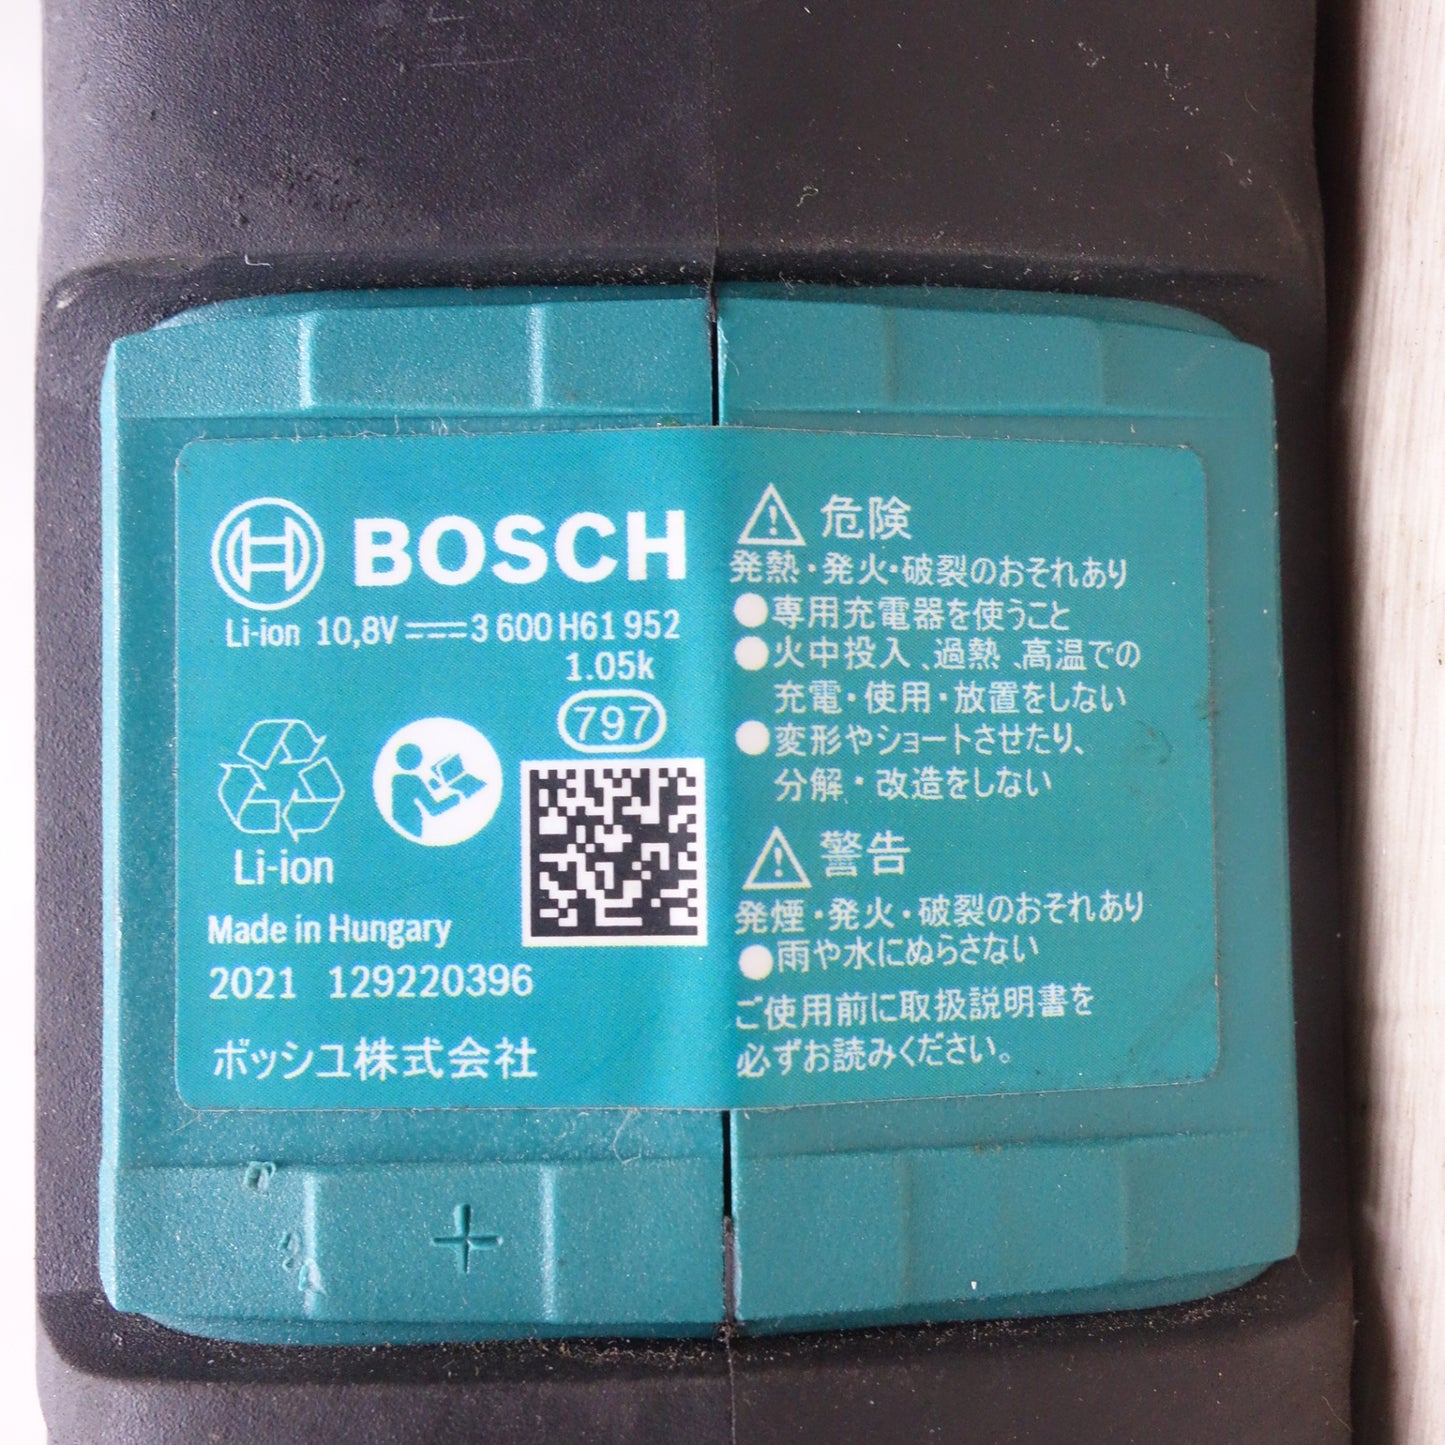 BOSCH
Li-ion 10,8V 3 600 H61 952
1.05k
797
Li-ion
Made in Hungary
2021 129220396
ボッシュ株式会社
危険
発熱・発火・破裂のおそれあり
●専用充電器を使うこと
●火中投入、過熱、高温での
充電・使用・放置をしない
●変形やショートさせたり、
分解・改造をしない
警告
発煙・発火・破裂のおそれあり
●雨や水にぬらさない
ご使用前に取扱説明書を
必ずお読みください。